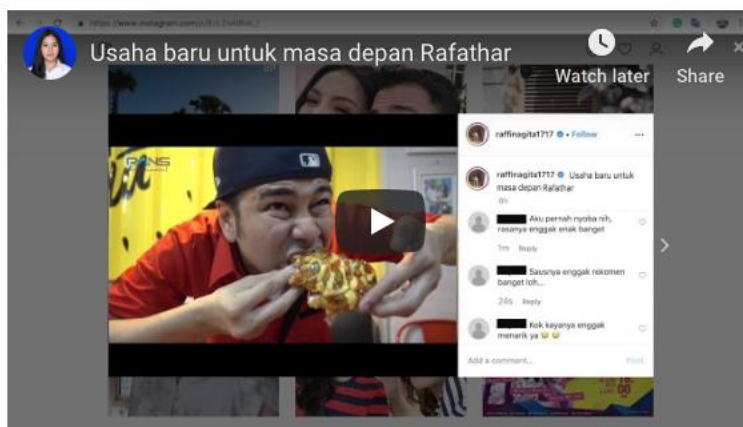 Usaha baru untuk masa depan Rafathar
Watch later
Share
RANS
raffinagita1717 • Follow
raffinagita1717 Usaha baru untuk
masa depan Rafathar
Aku pernah nyoba nih,
rasanya enggak enak banget
1m Reply
Sausnya enggak rekomen
banget loh...
24s Reply
Kok kayanya enggak
menarik ya 😂 😂
Add a comment...
Post